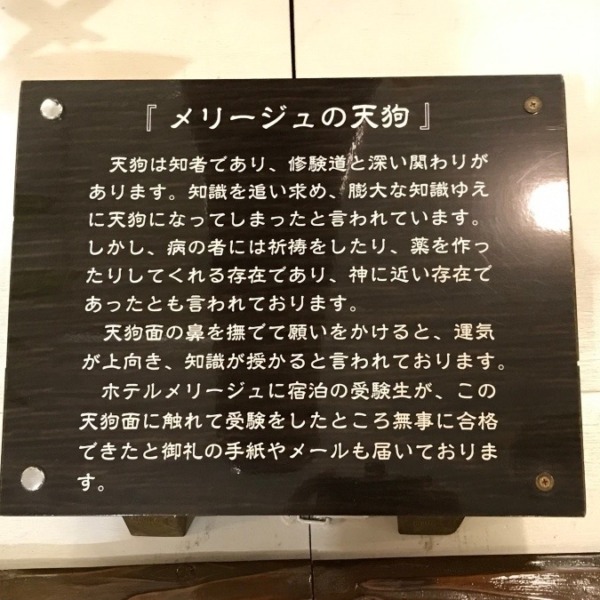 『メリージュの天狗』
天狗は知者であり、修験道と深い関わりが
あります。知識を追い求め、膨大な知識ゆえ
に天狗になってしまったと言われています。
しかし、病の者には祈祷をしたり、薬を作っ
たりしてくれる存在であり、神に近い存在で
あったとも言われております。
天狗面の鼻を撫でて願いをかけると、運気
が上向き、知識が授かると言われております。
ホテルメリージュに宿泊の受験生が、この
天狗面に触れて受験をしたところ無事に合格
できたと御礼の手紙やメールも届いておりま
す。